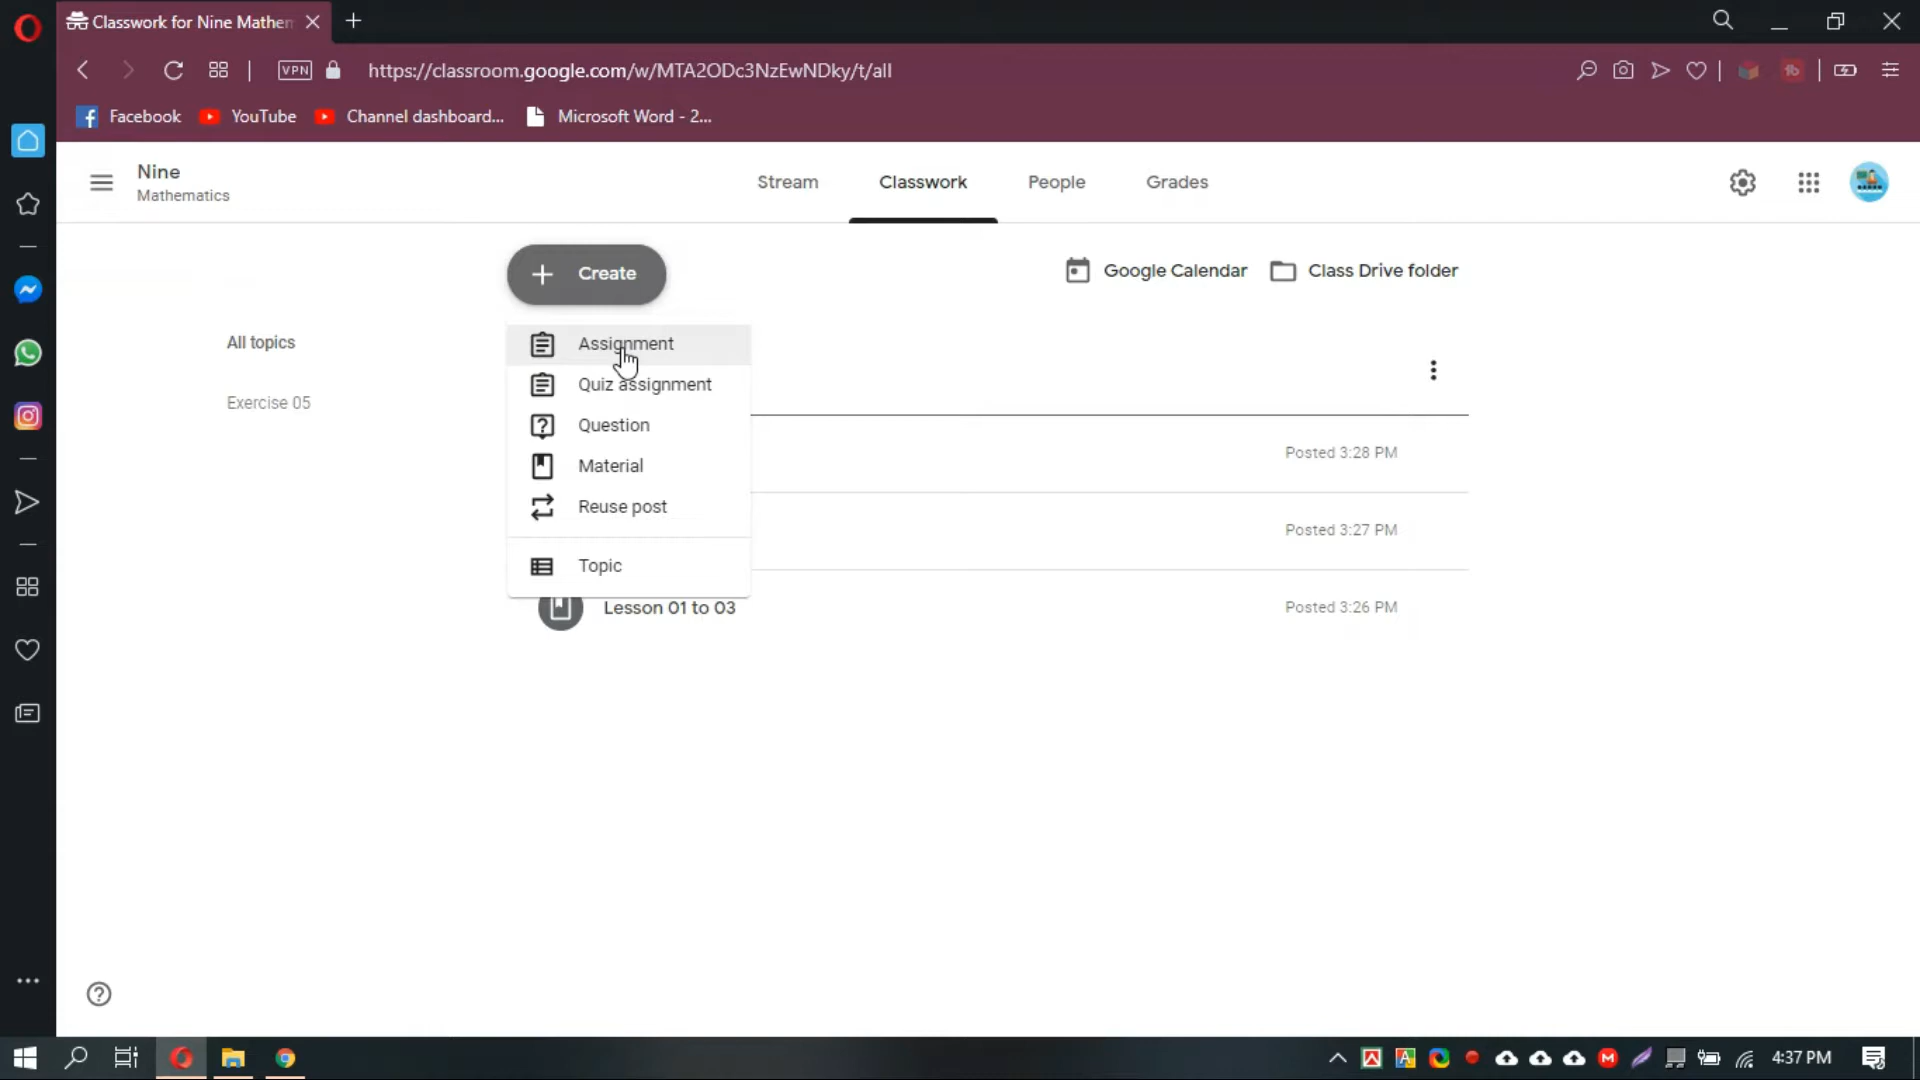 Classwork for Nine Mathem
VPN
https://classroom.google.com/w/MTA2ODc3NzEwNDky/t/all
Facebook
YouTube
Channel dashboard...
Microsoft Word - 2...
Nine
Mathematics
Stream
Classwork
People
Grades
Create
Google Calendar
Class Drive folder
All topics
Assignment
Quiz assignment
Exercise 05
Question
Posted 3:28 PM
Material
Reuse post
Posted 3:27 PM
Topic
Lesson 01 to 03
Posted 3:26 PM
4:37 PM